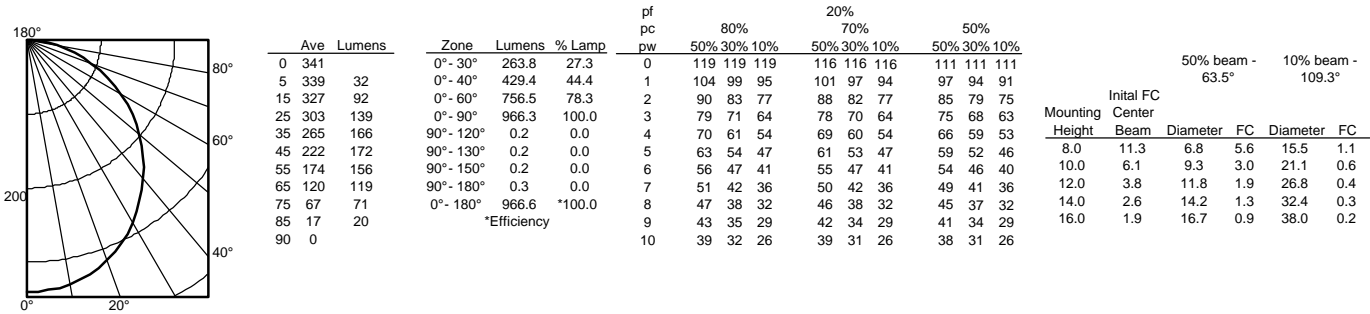 180°
80°
60°
200
40°
0° 20°
Ave Lumens
0 341
5 339 32
15 327 92
25 303 139
35 265 166
45 222 172
55 174 156
65 120 119
75 67 71
85 17 20
90 0
Zone Lumens % Lamp
0°- 30° 263.8 27.3
0°- 40° 429.4 44.4
0°- 60° 756.5 78.3
0°- 90° 966.3 100.0
90°- 120° 0.2 0.0
90°- 130° 0.2 0.0
90°- 150° 0.2 0.0
90°- 180° 0.3 0.0
0°- 180° 966.6 *100.0
*Efficiency
pf 20%
pc 80% 70% 50%
pw 50% 30% 10% 50% 30% 10% 50% 30% 10%
0 119 119 119 116 116 116 111 111 111
1 104 99 95 101 97 94 97 94 91
2 90 83 77 88 82 77 85 79 75
3 79 71 64 78 70 64 75 68 63
4 70 61 54 69 60 54 66 59 53
5 63 54 47 61 53 47 59 52 46
6 56 47 41 55 47 41 54 46 40
7 51 42 36 50 42 36 49 41 36
8 47 38 32 46 38 32 45 37 32
9 43 35 29 42 34 29 41 34 29
10 39 32 26 39 31 26 38 31 26
50% beam - 10% beam -
63.5° 109.3°
Inital FC
Mounting Center
Height Beam Diameter FC Diameter FC
8.0 11.3 6.8 5.6 15.5 1.1
10.0 6.1 9.3 3.0 21.1 0.6
12.0 3.8 11.8 1.9 26.8 0.4
14.0 2.6 14.2 1.3 32.4 0.3
16.0 1.9 16.7 0.9 38.0 0.2